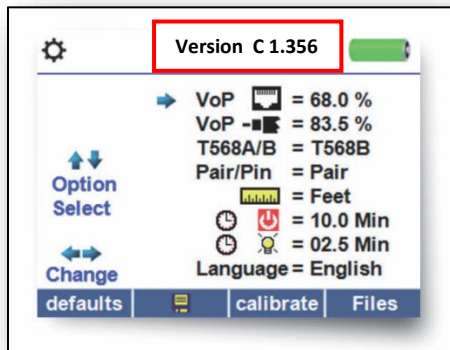 Version C 1.356
VoP = 68.0 %
VoP = 83.5 %
T568A/B = T568B
Pair/Pin = Pair
= Feet
= 10.0 Min
= 02.5 Min
Language = English
Option
Select
Change
defaults calibrate Files